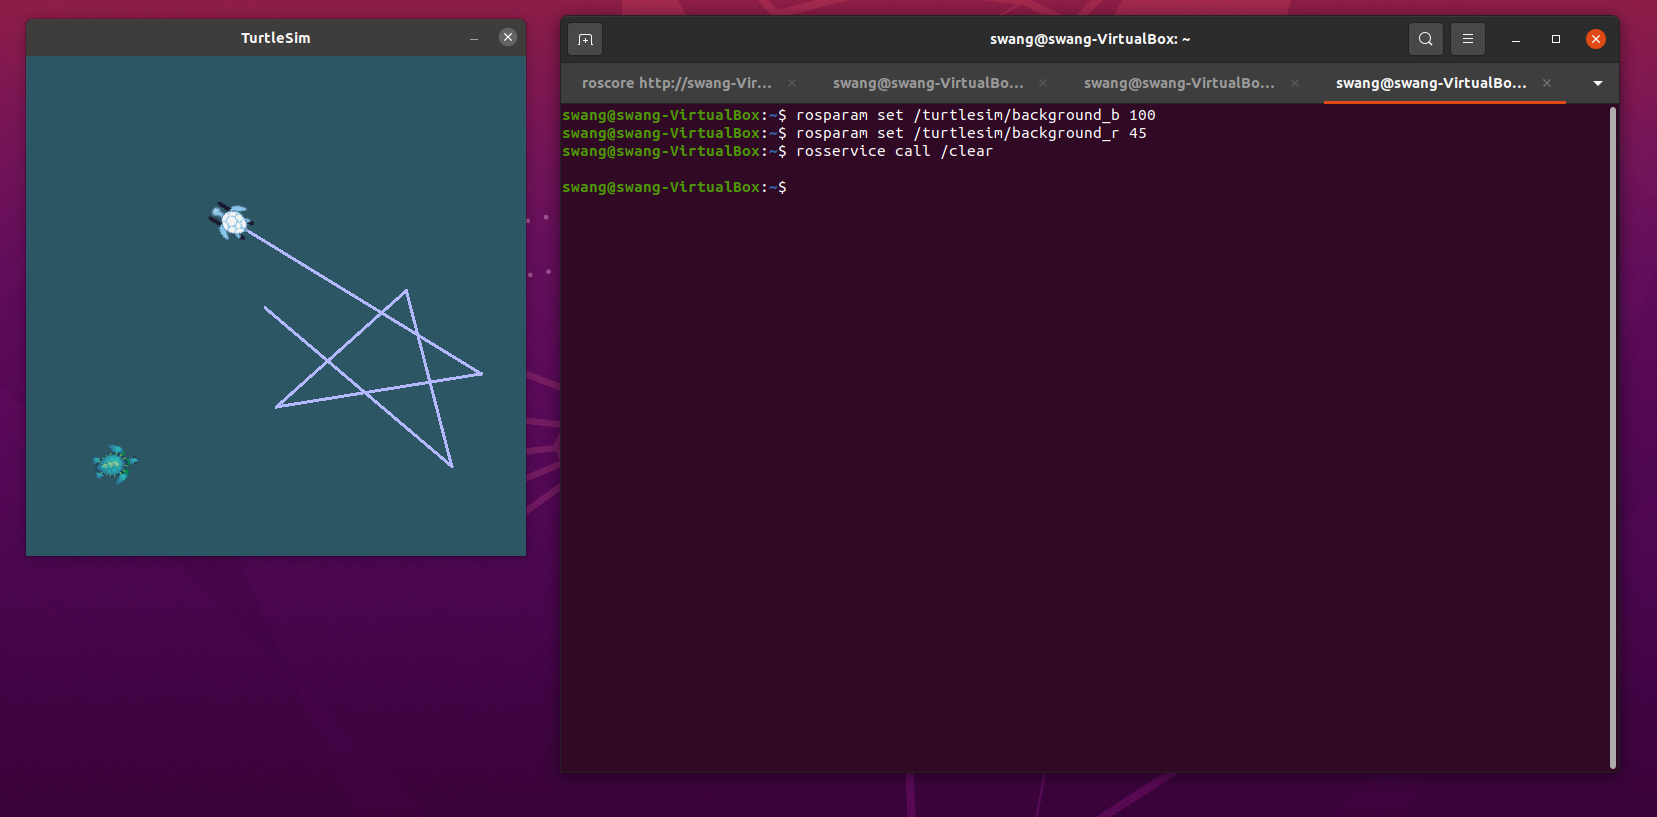 TurtleSim
swang@swang-VirtualBox: ~
roscore http://swang-Vir...
swang@swang-VirtualBo...
swang@swang-VirtualBo...
swang@swang-VirtualBo...
swang@swang-VirtualBox:~$ rosparam set /turtlesim/background_b 100
swang@swang-VirtualBox:~$ rosparam set /turtlesim/background_r 45
swang@swang-VirtualBox:~$ rosservice call /clear
swang@swang-VirtualBox:~$